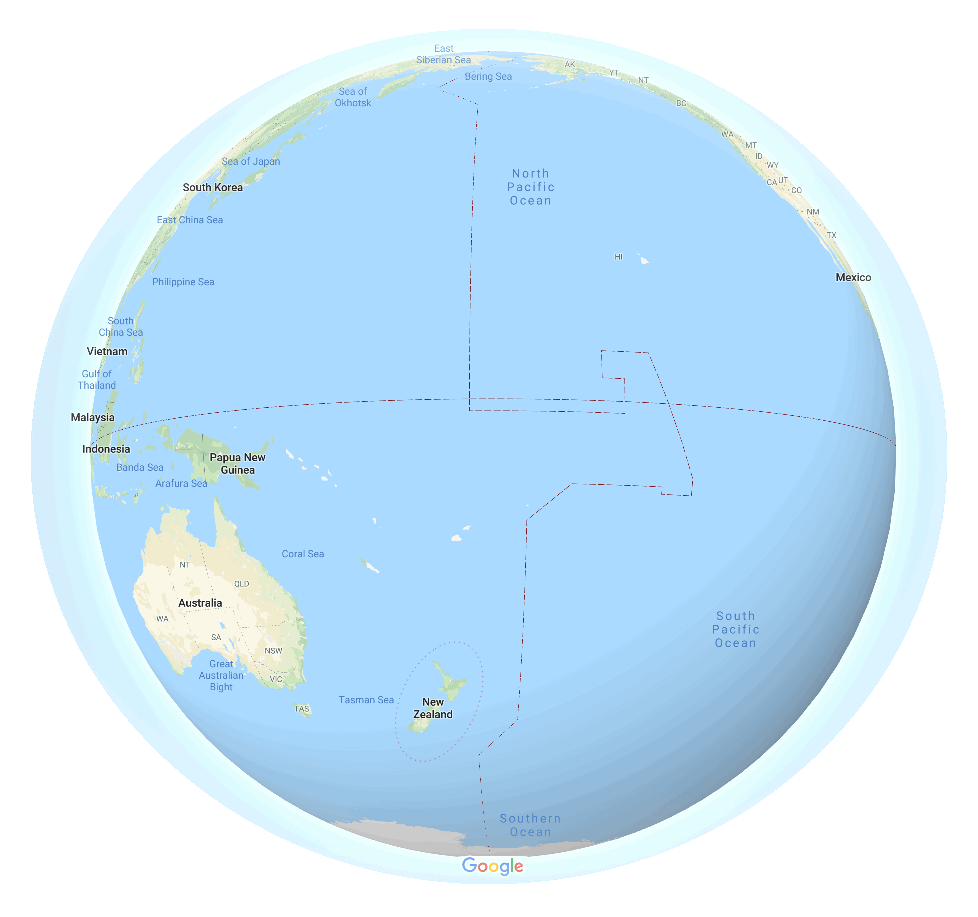 East
Siberian Sea
Bering Sea
AK
YT
NT
Sea of
Okhotsk
BC
WA
MT
ID
WY
UT
CA
CO
NM
TX
Sea of Japan
North
Pacific
Ocean
South Korea
East China Sea
HI
Mexico
Philippine Sea
South
China Sea
Vietnam
Gulf of
Thailand
Malaysia
Indonesia
Papua New
Guinea
Banda Sea
Arafura Sea
Coral Sea
NT
QLD
Australia
WA
SA
NSW
South
Pacific
Ocean
Great
Australian
Bight
VIC
TAS
Tasman Sea
New
Zealand
Southern
Ocean
Google